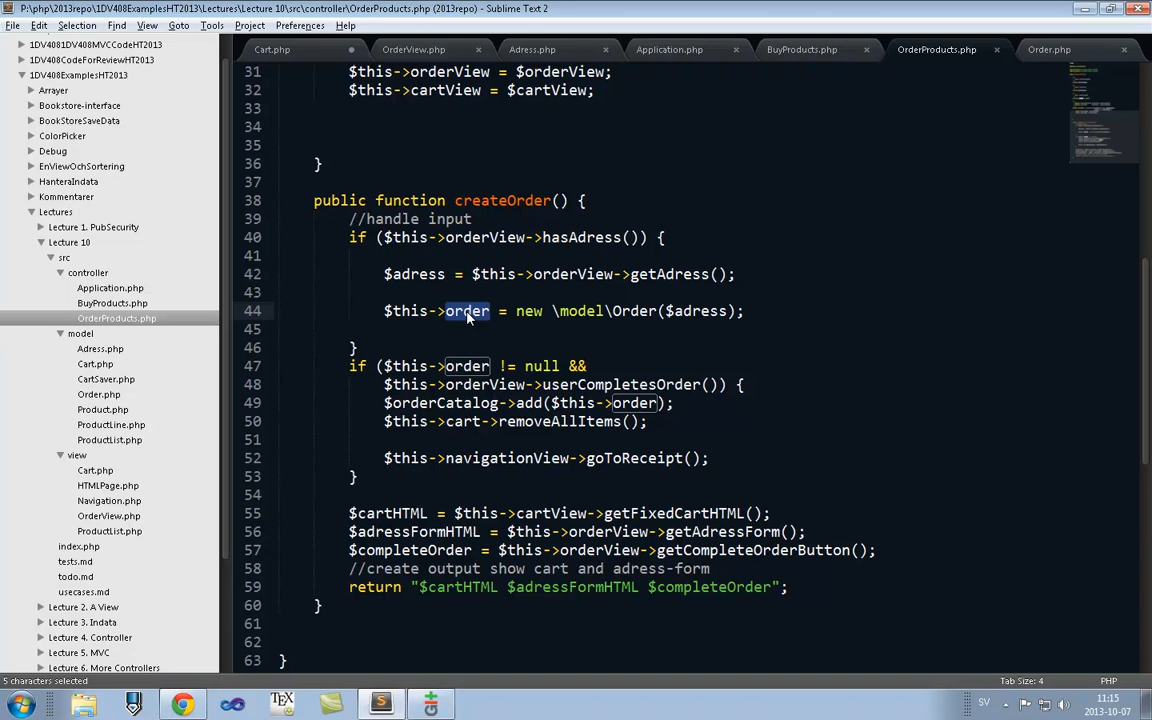 P:\php\2013repo\1DV408ExamplesHT2013\Lectures\Lecture 10\src\controller\OrderProducts.php (2013repo) - Sublime Text 2
File Edit Selection Find View Goto Tools Project Preferences Help
Cart.php OrderView.php Adress.php Application.php BuyProducts.php OrderProducts.php Order.php
1DV4081DV408MVCCodeHT2013
1DV408CodeForReviewHT2013
1DV408ExamplesHT2013
Arrayer
Bookstore-interface
BookStoreSaveData
ColorPicker
Debug
EnViewOchSortering
HanteraIndata
Kommentarer
Lectures
Lecture 1. PubSecurity
Lecture 10
src
controller
Application.php
BuyProducts.php
OrderProducts.php
model
Adress.php
Cart.php
CartSaver.php
Order.php
Product.php
ProductLine.php
ProductList.php
view
Cart.php
HTMLPage.php
Navigation.php
OrderView.php
ProductList.php
index.php
tests.md
todo.md
usecases.md
Lecture 2. A View
Lecture 3. Indata
Lecture 4. Controller
Lecture 5. MVC
Lecture 6. More Controllers
31 $this->orderView = $orderView;
32 $this->cartView = $cartView;
33
34
35
36 }
37
38 public function createOrder() {
39 //handle input
40 if ($this->orderView->hasAdress()) {
41
42 $adress = $this->orderView->getAdress();
43
44 $this->order = new \model\Order($adress);
45
46 }
47 if ($this->order != null &&
48 $this->orderView->userCompletesOrder()) {
49 $orderCatalog->add($this->order);
50 $this->cart->removeAllItems();
51
52 $this->navigationView->goToReceipt();
53 }
54
55 $cartHTML = $this->cartView->getFixedCartHTML();
56 $adressFormHTML = $this->orderView->getAdressForm();
57 $completeOrder = $this->orderView->getCompleteOrderButton();
58 //create output show cart and adress-form
59 return "$cartHTML $adressFormHTML $completeOrder";
60 }
61
62
63 }
5 characters selected
Tab Size: 4 PHP
TEX
SV
11:15
2013-10-07